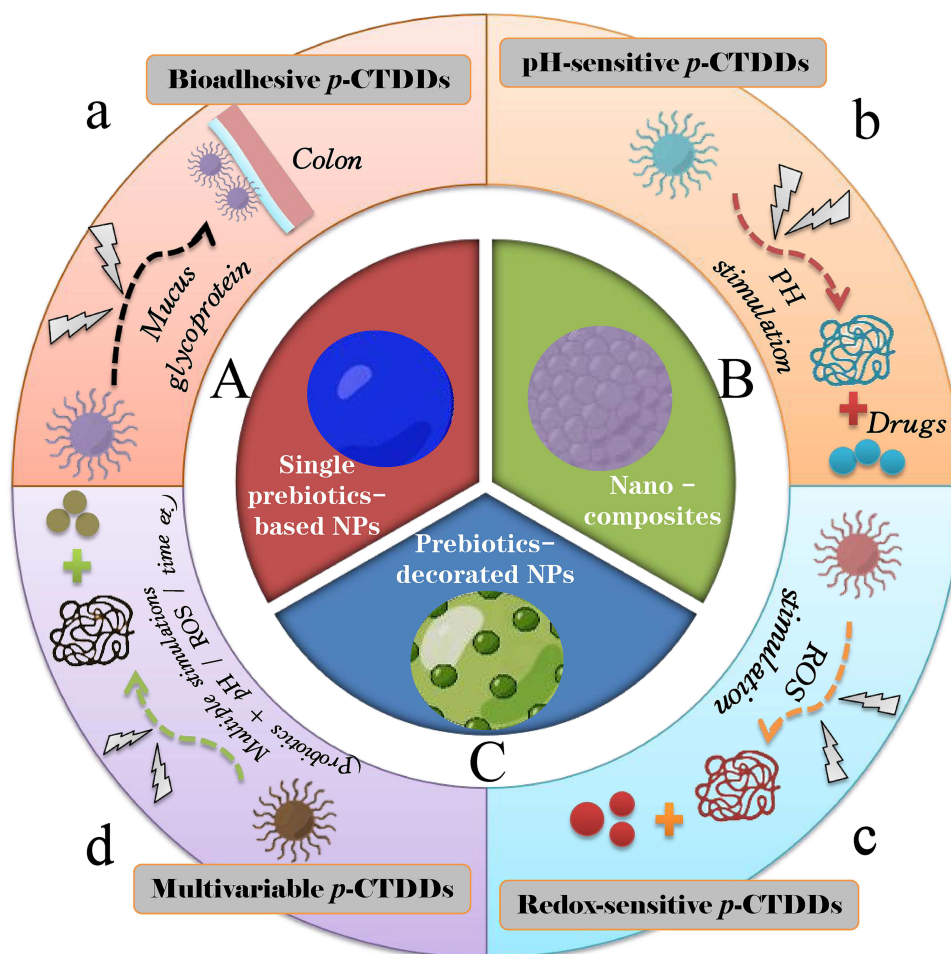 Bioadhesive p-CTDDs
pH-sensitive p-CTDDs
a
b
Colon
Mucus
glycoprotein
PH
stimulation
Drugs
A
B
Single
prebiotics-
based NPs
Nano -
composites
Prebiotics-
decorated NPs
C
ROS
stimulation
Multiple stimulations
(Probiotics + pH / ROS / time et)
d
c
Multivariable p-CTDDs
Redox-sensitive p-CTDDs